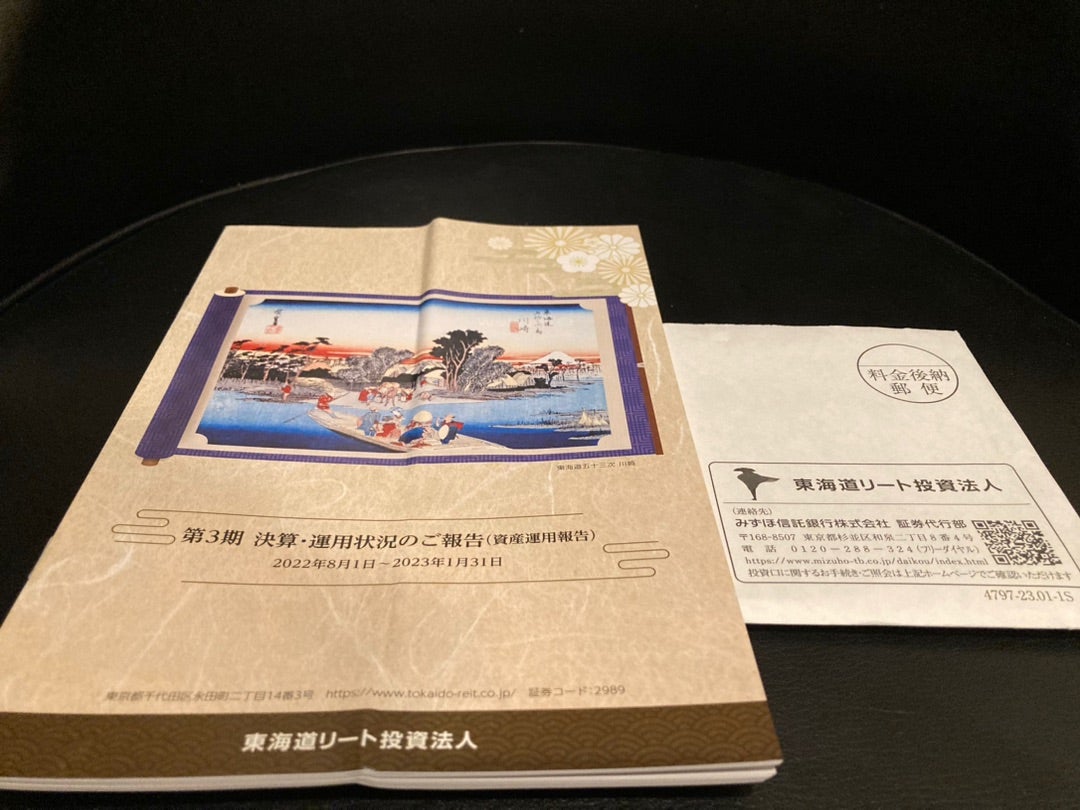 東海道
五拾三次
川崎
東海道五十三次 川崎
第3期 決算・運用状況のご報告(資産運用報告)
2022年8月1日~2023年1月31日
東京都千代田区永田町二丁目14番3号 https://www.tokaido-reit.co.jp/ 証券コード:2989
東海道リート投資法人
料金後納
郵便
東海道リート投資法人
(連絡先)
みずほ信託銀行株式会社 証券代行部
〒168-8507 東京都杉並区和泉二丁目8番4号
電話 0120-288-324(フリーダイヤル)
https://www.mizuho-tb.co.jp/daikou/index.html
投資口に関するお手続き・ご照会は上記ホームページでご確認いただけます
4797-23.01-1S